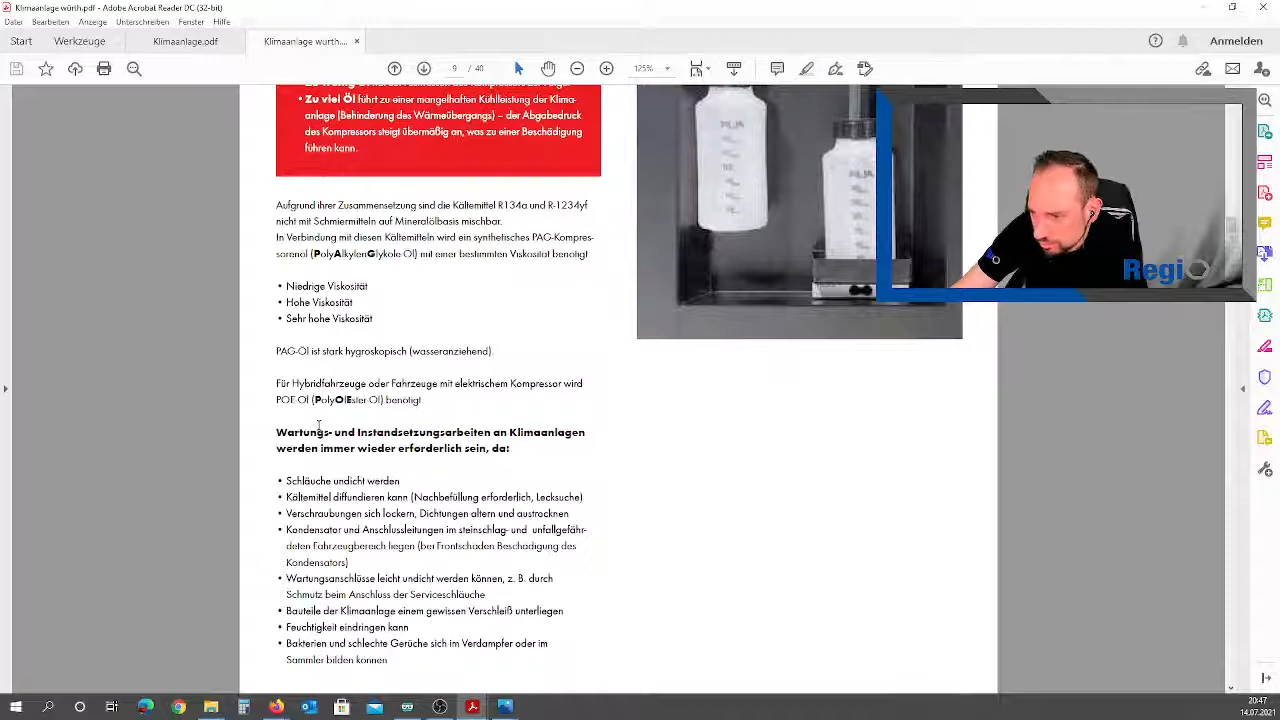 Klimaanlage würth.pdf - Adobe Acrobat Reader DC (32-bit)
Datei Bearbeiten Anzeige Unterschreiben Fenster Hilfe
Start Werkzeuge Klimaanlage.pdf Klimaanlage würth.... Anmelden
9 / 40 125%
• Zu viel Öl führt zu einer mangelhaften Kühlleistung der Klima-
anlage (Behinderung des Wärmeübergangs) – der Abgabedruck
des Kompressors steigt übermäßig an, was zu einer Beschädigung
führen kann.
Aufgrund ihrer Zusammensetzung sind die Kältemittel R134a und R-1234yf
nicht mit Schmiermitteln auf Mineralölbasis mischbar.
In Verbindung mit diesen Kältemitteln wird ein synthetisches PAG-Kompres-
sorenöl (PolyAlkylenGlykole-Öl) mit einer bestimmten Viskosität benötigt:
• Niedrige Viskosität
• Hohe Viskosität
• Sehr hohe Viskosität
PAG-Öl ist stark hygroskopisch (wasseranziehend).
Für Hybridfahrzeuge oder Fahrzeuge mit elektrischem Kompressor wird
POE-Öl (PolyOlEster-Öl) benötigt.
Wartungs- und Instandsetzungsarbeiten an Klimaanlagen
werden immer wieder erforderlich sein, da:
• Schläuche undicht werden
• Kältemittel diffundieren kann (Nachbefüllung erforderlich, Lecksuche)
• Verschraubungen sich lockern, Dichtungen altern und austrocknen
• Kondensator und Anschlussleitungen im steinschlag- und unfallgefähr-
deten Fahrzeugbereich liegen (bei Frontschaden Beschädigung des
Kondensators)
• Wartungsanschlüsse leicht undicht werden können, z. B. durch
Schmutz beim Anschluss der Serviceschläuche
• Bauteile der Klimaanlage einem gewissen Verschleiß unterliegen
• Feuchtigkeit eindringen kann
• Bakterien und schlechte Gerüche sich im Verdampfer oder im
Sammler bilden können
RegiO
20:47
14.07.2021